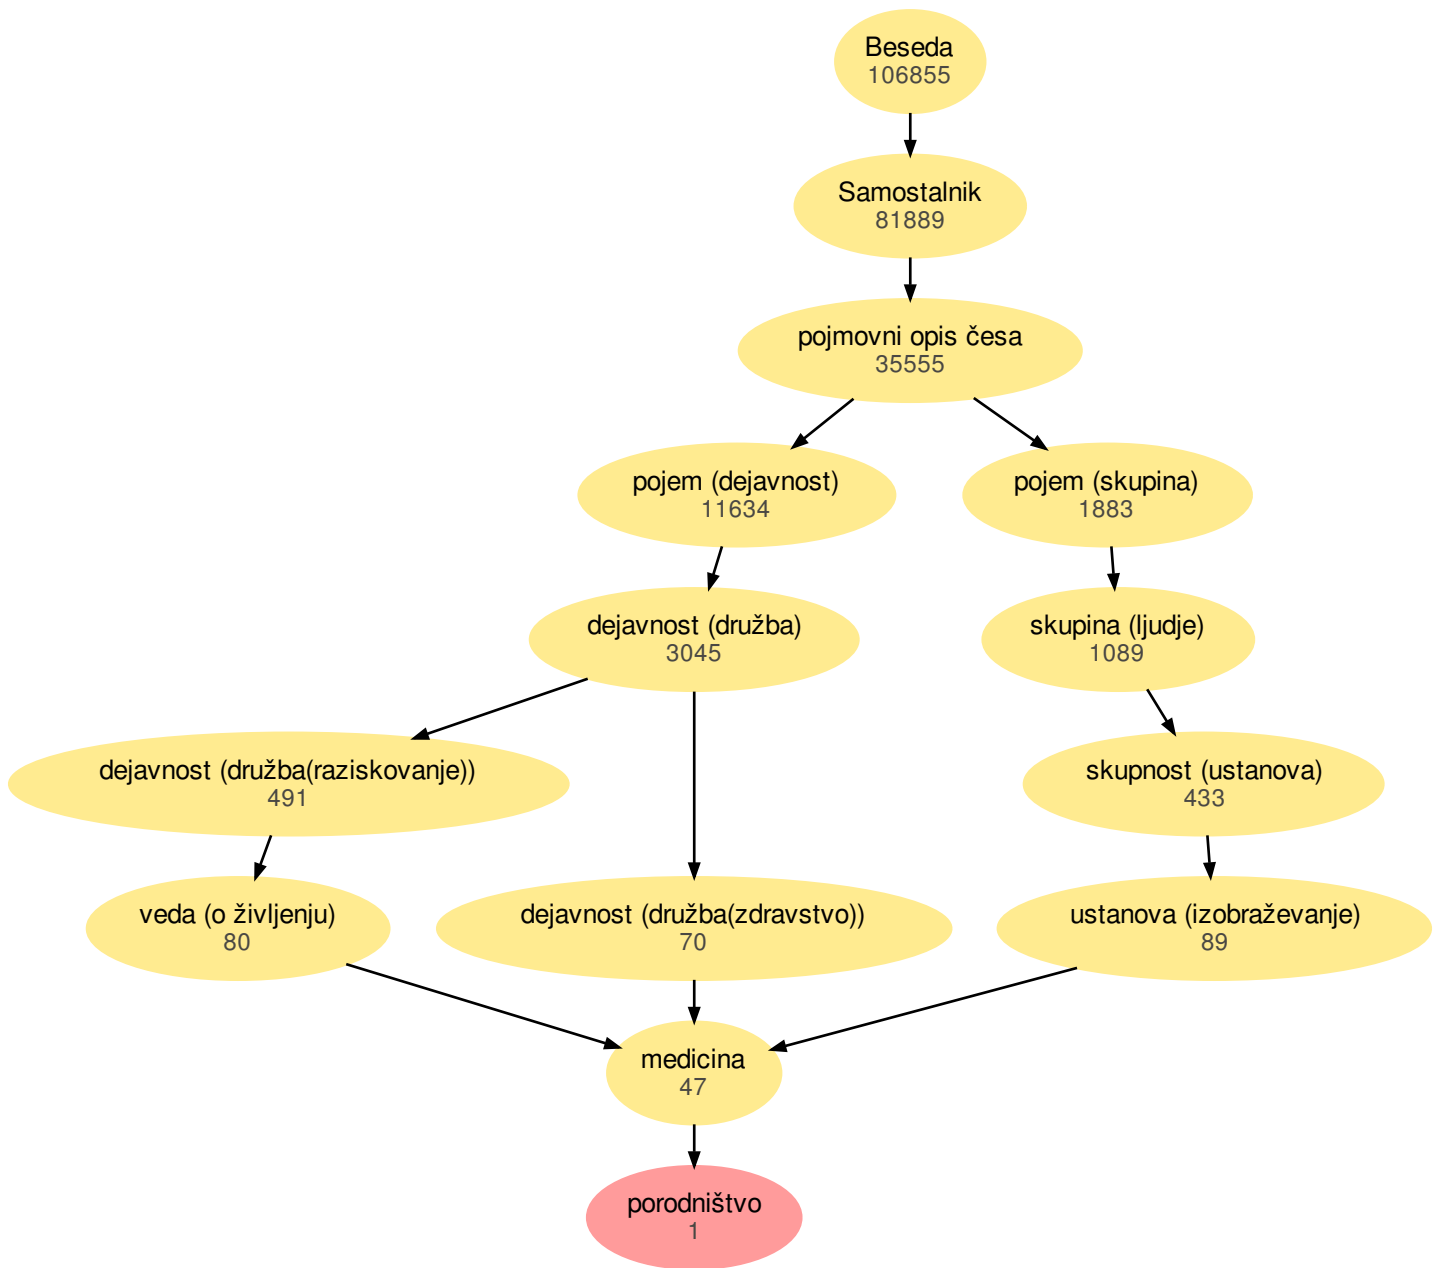 Beseda
106855
Samostalnik
81889
pojmovni opis česa
35555
pojem (dejavnost)
11634
pojem (skupina)
1883
dejavnost (družba)
3045
skupina (ljudje)
1089
dejavnost (družba(raziskovanje))
491
skupnost (ustanova)
433
veda (o življenju)
80
dejavnost (družba(zdravstvo))
70
ustanova (izobraževanje)
89
medicina
47
porodništvo
1